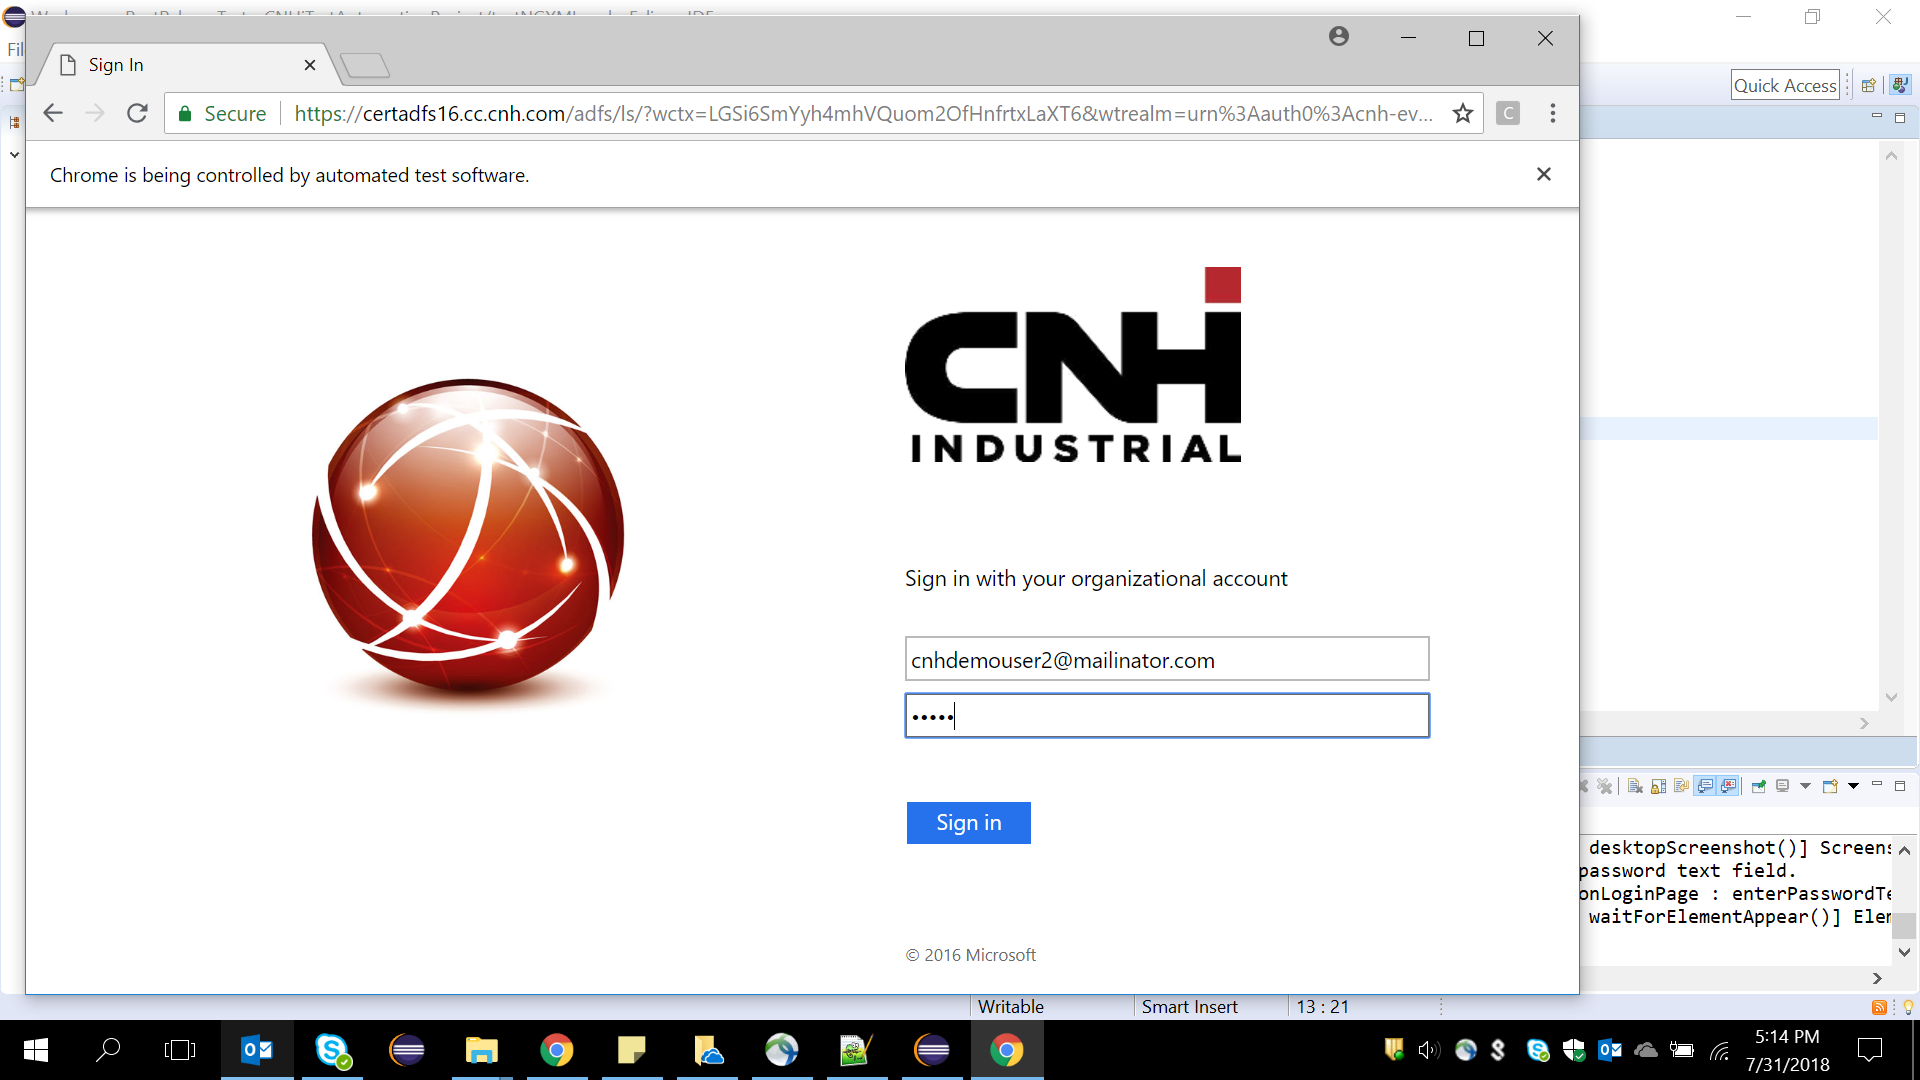 Sign In
Secure
https://certadfs16.cc.cnh.com/adfs/ls/?wctx=LGSi6SmYyh4mhVQuom2OfHnfrtxLaXT6&wtrealm=urn%3Aauth0%3Acnh-ev...
C
Chrome is being controlled by automated test software.
Quick Access
CNH
INDUSTRIAL
Sign in with your organizational account
cnhdemouser2@mailinator.com
•••••
Sign in
© 2016 Microsoft
desktopScreenshot()] Screens
password text field.
onLoginPage : enterPasswordTe
waitForElementAppear()] Elem
Writable
Smart Insert
13 : 21
5:14 PM
7/31/2018